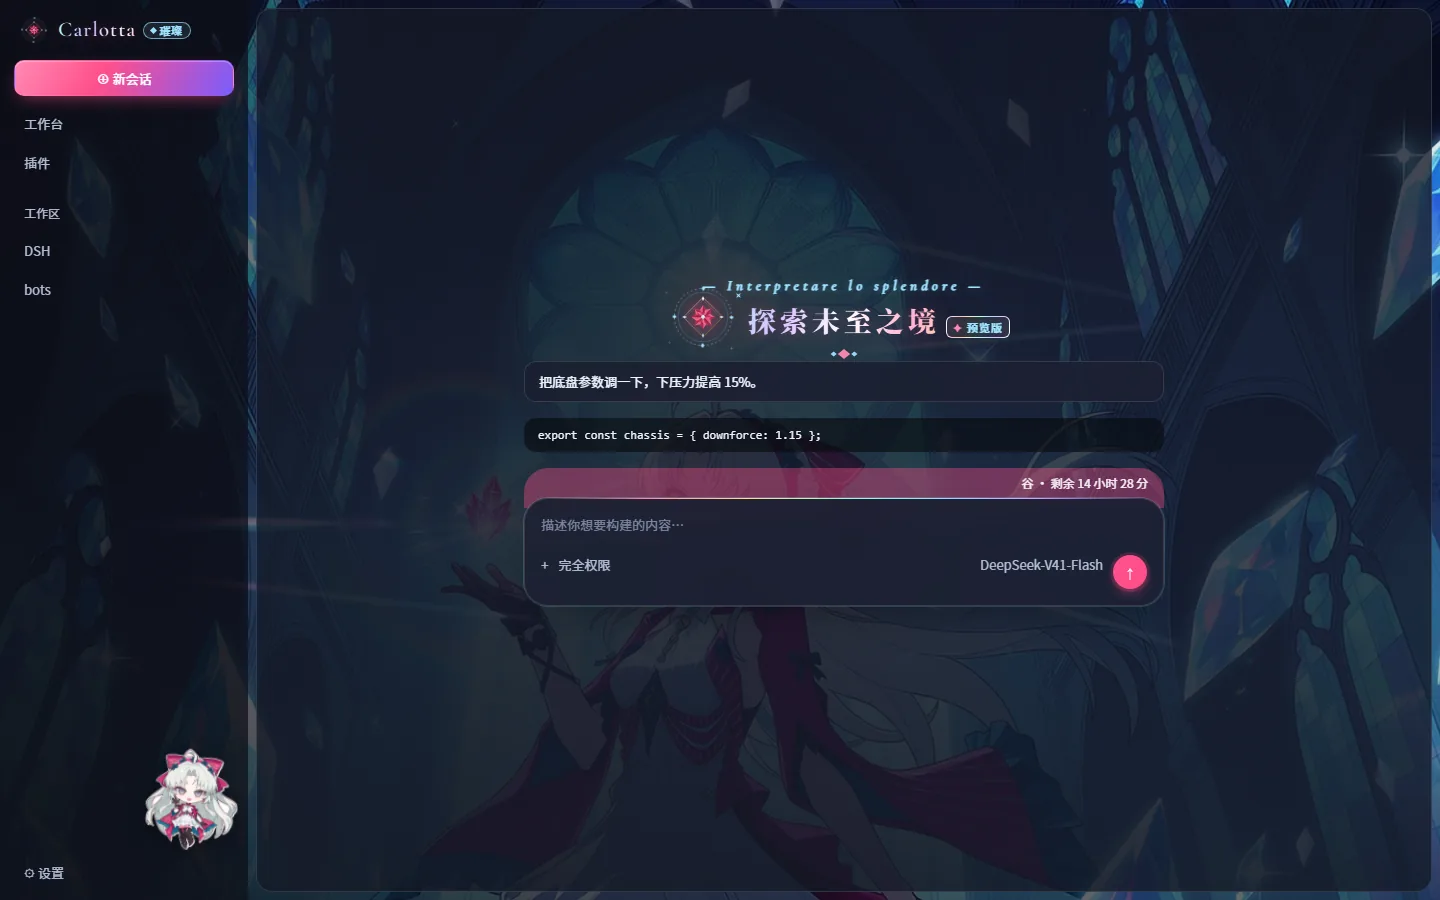 Carlotta
璀璨
新会话
工作台
插件
工作区
DSH
bots
设置
— Interpretare lo splendore —
探索未至之境
预览版
把底盘参数调一下，下压力提高 15%。
export const chassis = { downforce: 1.15 };
谷 · 剩余 14 小时 28 分
描述你想要构建的内容…
+ 完全权限
DeepSeek-V41-Flash
↑